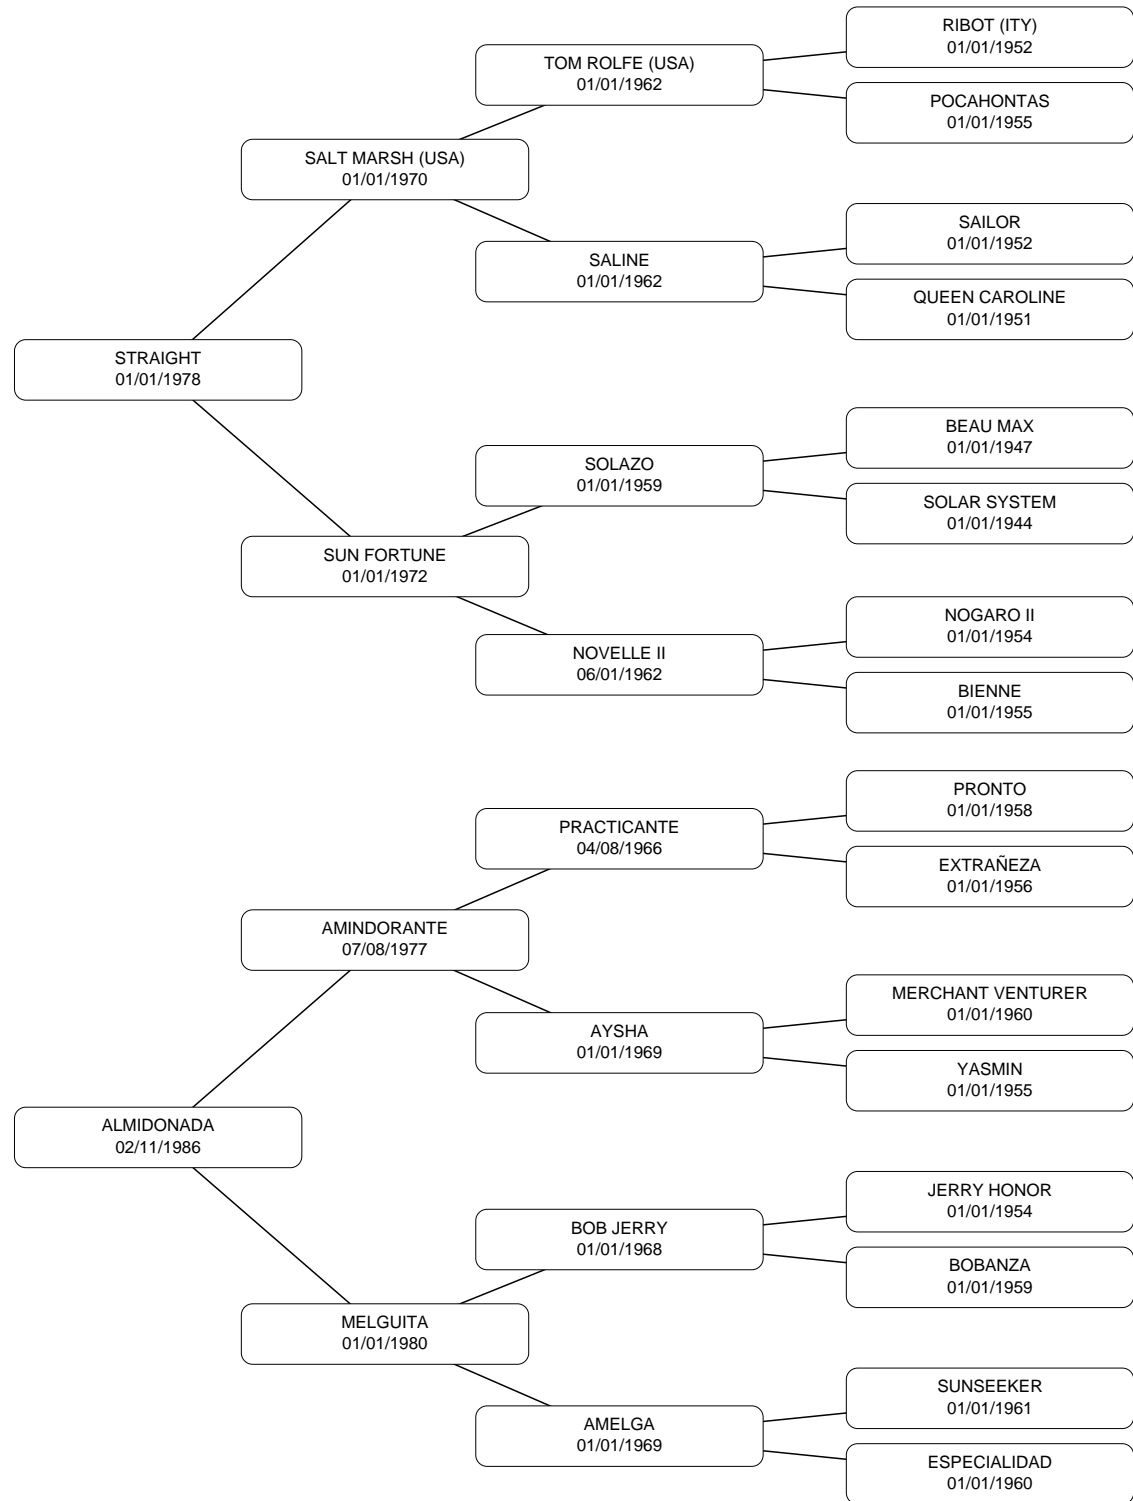 RIBOT (ITY)
01/01/1952
TOM ROLFE (USA)
01/01/1962
POCAHONTAS
01/01/1955
SALT MARSH (USA)
01/01/1970
SAILOR
01/01/1952
SALINE
01/01/1962
QUEEN CAROLINE
01/01/1951
STRAIGHT
01/01/1978
BEAU MAX
01/01/1947
SOLAZO
01/01/1959
SOLAR SYSTEM
01/01/1944
SUN FORTUNE
01/01/1972
NOGARO II
01/01/1954
NOVELLE II
06/01/1962
BIENNE
01/01/1955
PRONTO
01/01/1958
PRACTICANTE
04/08/1966
EXTRAÑEZA
01/01/1956
AMINDORANTE
07/08/1977
MERCHANT VENTURER
01/01/1960
AYSHA
01/01/1969
YASMIN
01/01/1955
ALMIDONADA
02/11/1986
JERRY HONOR
01/01/1954
BOB JERRY
01/01/1968
BOBANZA
01/01/1959
MELGUITA
01/01/1980
SUNSEEKER
01/01/1961
AMELGA
01/01/1969
ESPECIALIDAD
01/01/1960